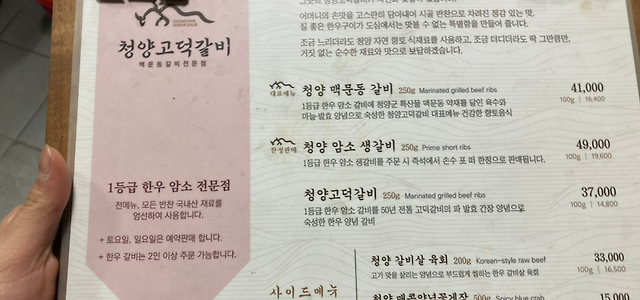 청양고덕갈비
맥문동갈비전문점
1등급 한우 암소 전문점
전메뉴, 모든 반찬 국내산 재료를
엄선하여 사용합니다.
+ 토요일, 일요일은 예약판매 합니다.
+ 한우 갈비는 2인 이상 주문 가능합니다.
어머니의 손맛을 고스란히 담아내어 시골 반찬으로 차려진 정감 있는 맛,
질 좋은 한우구이가 도심에서는 맛볼 수 없는 특별함을 만들어 줍니다.
조금 느리더라도 청양 자연 향토 식재료를 사용하고, 조금 더디더라도 딱 그만큼만,
거짓 없는 순수한 재료와 맛으로 보답하겠습니다.
대표메뉴 청양 맥문동 갈비 250g Marinated grilled beef ribs 41,000
100g | 16,400
1등급 한우 암소 갈비에 청양군 특산물 맥문동 약재를 달인 육수와
마늘 발효 양념으로 숙성한 청양고덕갈비 대표메뉴 건강한 향토음식
한정판매 청양 암소 생갈비 250g Prime short ribs 49,000
100g | 19,600
1등급 한우 암소 생갈비를 주문 시 즉석에서 손수 포 떠 한정으로 판매됩니다.
청양고덕갈비 250g Marinated grilled beef ribs 37,000
100g | 14,800
1등급 한우 암소 갈비를 50년 전통 고덕갈비의 파 발효 간장 양념으로
숙성한 한우 양념 갈비
청양 갈비살 육회 200g Korean-style raw beef 33,000
100g | 16,500
고기 맛을 살리는 양념으로 부드럽게 씹히는 한우 갈비살 육회
사이드메뉴
청양 매콤양념꽃게장 500g Spicy blue crab 15,000